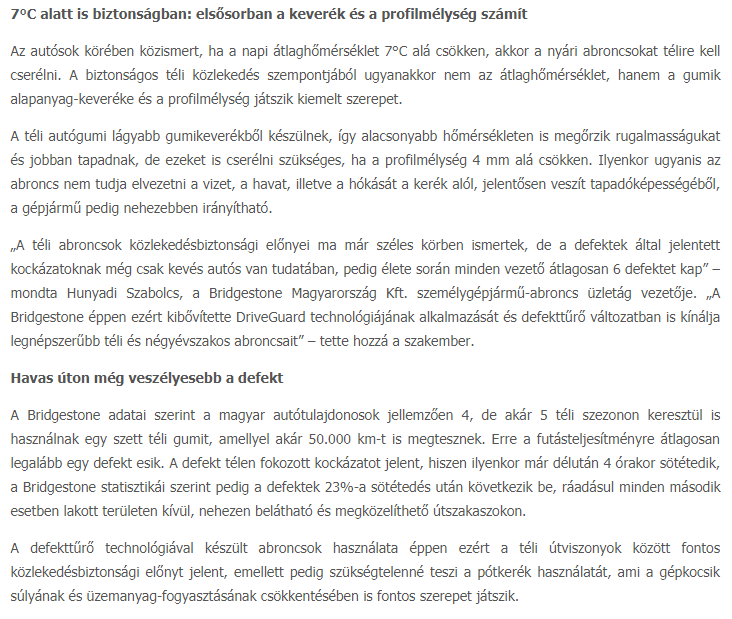 7°C alatt is biztonságban: elsősorban a keverék és a profilmélység számít
Az autósok körében közismert, ha a napi átlaghőmérséklet 7°C alá csökken, akkor a nyári abroncsokat télire kell
cserélni. A biztonságos téli közlekedés szempontjából ugyanakkor nem az átlaghőmérséklet, hanem a gumik
alapanyag-keveréke és a profilmélység játszik kiemelt szerepet.
A téli autógumi lágyabb gumikeverékből készülnek, így alacsonyabb hőmérsékleten is megőrzik rugalmasságukat
és jobban tapadnak, de ezeket is cserélni szükséges, ha a profilmélység 4 mm alá csökken. Ilyenkor ugyanis az
abroncs nem tudja elvezetni a vizet, a havat, illetve a hókását a kerék alól, jelentősen veszít tapadóképességéből,
a gépjármű pedig nehezebben irányítható.
„A téli abroncsok közlekedésbiztonsági előnyei ma már széles körben ismertek, de a defektek által jelentett
kockázatoknak még csak kevés autós van tudatában, pedig élete során minden vezető átlagosan 6 defektet kap” –
mondta Hunyadi Szabolcs, a Bridgestone Magyarország Kft. személygépjármű-abroncs üzletág vezetője. „A
Bridgestone éppen ezért kibővítette DriveGuard technológiájának alkalmazását és defekttűrő változatban is kínálja
legnépszerűbb téli és négyévszakos abroncsait” – tette hozzá a szakember.
Havas úton még veszélyesebb a defekt
A Bridgestone adatai szerint a magyar autótulajdonosok jellemzően 4, de akár 5 téli szezonon keresztül is
használnak egy szett téli gumit, amellyel akár 50.000 km-t is megtesznek. Erre a futásteljesítményre átlagosan
legalább egy defekt esik. A defekt télen fokozott kockázatot jelent, hiszen ilyenkor már délután 4 órakor sötétedik,
a Bridgestone statisztikái szerint pedig a defektek 23%-a sötétedés után következik be, ráadásul minden második
esetben lakott területen kívül, nehezen belátható és megközelíthető útszakaszokon.
A defekttűrő technológiával készült abroncsok használata éppen ezért a téli útviszonyok között fontos
közlekedésbiztonsági előnyt jelent, emellett pedig szükségtelenné teszi a pótkerék használatát, ami a gépkocsik
súlyának és üzemanyag-fogyasztásának csökkentésében is fontos szerepet játszik.